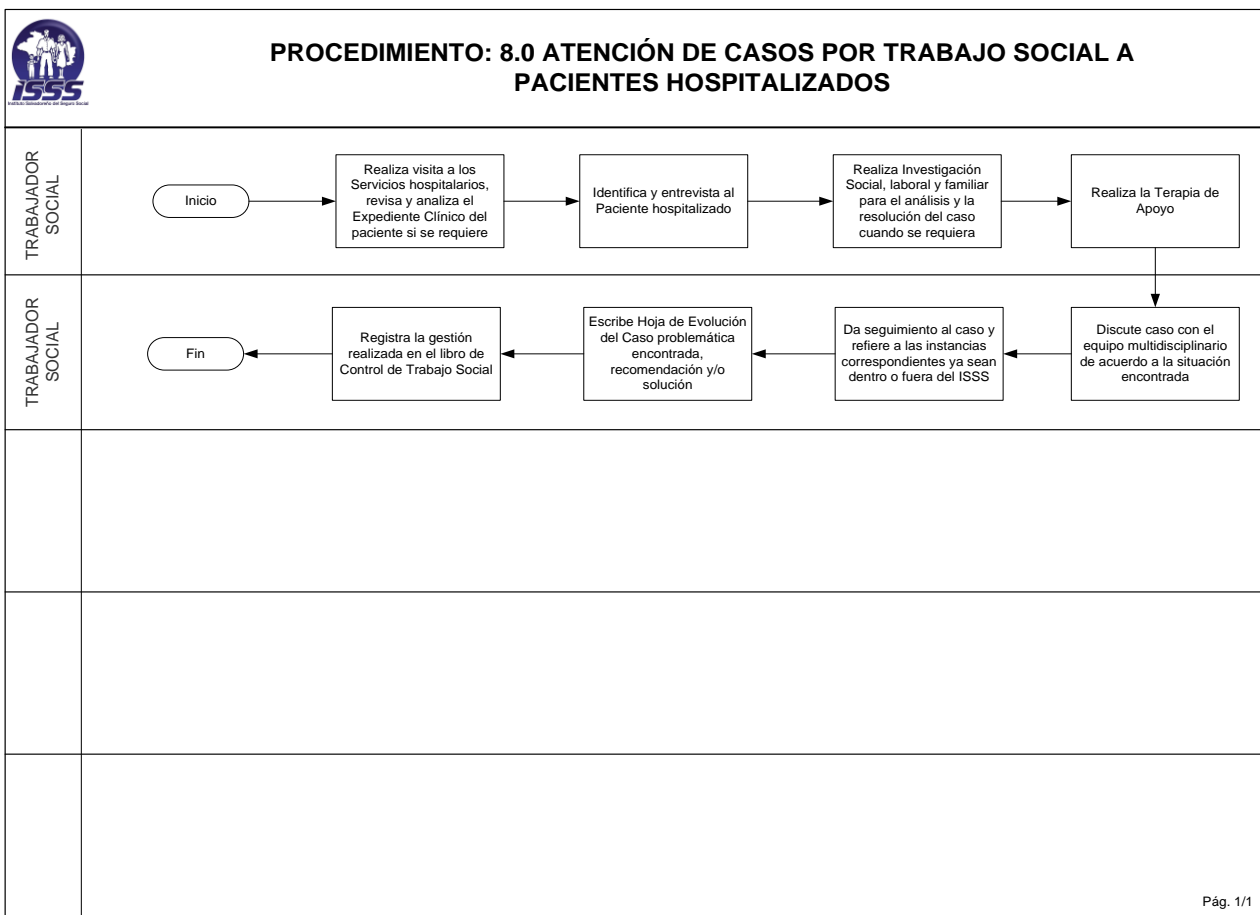 ISSS
Instituto Salvadoreño del Seguro Social
PROCEDIMIENTO: 8.0 ATENCIÓN DE CASOS POR TRABAJO SOCIAL A
PACIENTES HOSPITALIZADOS
TRABAJADOR
SOCIAL
Inicio
Realiza visita a los
Servicios hospitalarios,
revisa y analiza el
Expediente Clínico del
paciente si se requiere
Identifica y entrevista al
Paciente hospitalizado
Realiza Investigación
Social, laboral y familiar
para el análisis y la
resolución del caso
cuando se requiera
Realiza la Terapia de
Apoyo
TRABAJADOR
SOCIAL
Discute caso con el
equipo multidisciplinario
de acuerdo a la situación
encontrada
Da seguimiento al caso y
refiere a las instancias
correspondientes ya sean
dentro o fuera del ISSS
Escribe Hoja de Evolución
del Caso problemática
encontrada,
recomendación y/o
solución
Registra la gestión
realizada en el libro de
Control de Trabajo Social
Fin
Pág. 1/1